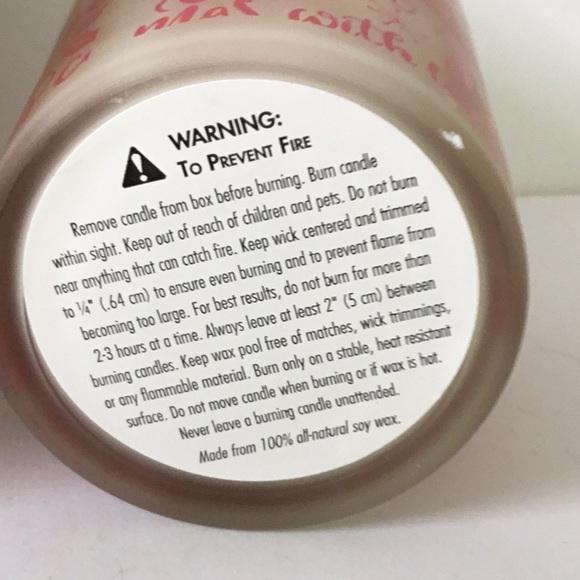 WARNING:
TO PREVENT FIRE
Remove candle from box before burning. Burn candle
within sight. Keep out of reach of children and pets. Do not burn
near anything that can catch fire. Keep wick centered and trimmed
to ¼" (.64 cm) to ensure even burning and to prevent flame from
becoming too large. For best results, do not burn for more than
2-3 hours at a time. Always leave at least 2" (5 cm) between
burning candles. Keep wax pool free of matches, wick trimmings,
or any flammable material. Burn only on a stable, heat resistant
surface. Do not move candle when burning or if wax is hot.
Never leave a burning candle unattended.
Made from 100% all-natural soy wax.